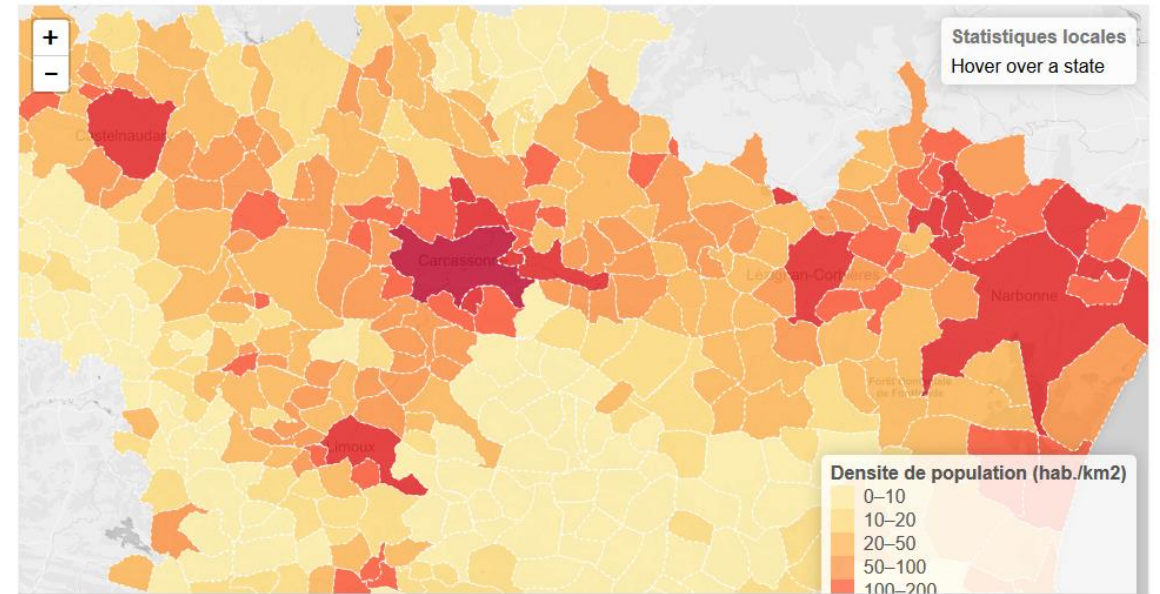 +
−
Statistiques locales
Hover over a state
Castelnaudary
Carcassonne
Lézignan-Corbières
Narbonne
Limoux
Densite de population (hab./km2)
0–10
10–20
20–50
50–100
100–200